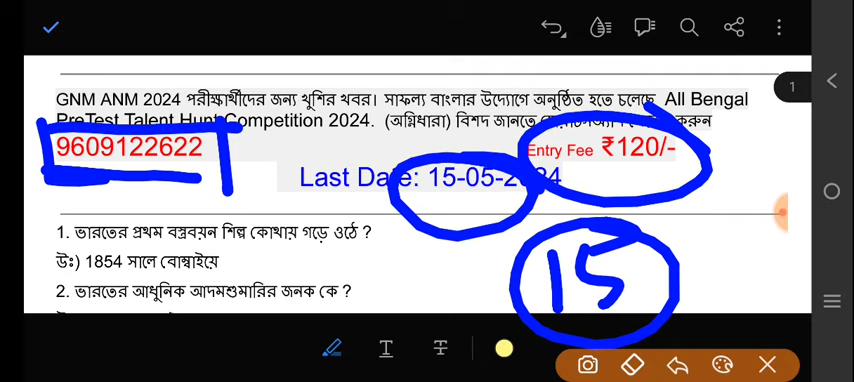 1
GNM ANM 2024 পরীক্ষার্থীদের জন্য খুশির খবর। সাফল্য বাংলার উদ্যোগে অনুষ্ঠিত হতে চলেছে All Bengal
PreTest Talent Hunt Competition 2024. (অগ্নিধারা) বিশদ জানতে করুন
9609122622 Entry Fee ₹120/-
Last Date: 15-05-2024
1. ভারতের প্রথম বস্ত্রবয়ন শিল্প কোথায় গড়ে ওঠে ?
উঃ) 1854 সালে বোম্বাইয়ে
15
2. ভারতের আধুনিক আদমশুমারির জনক কে ?